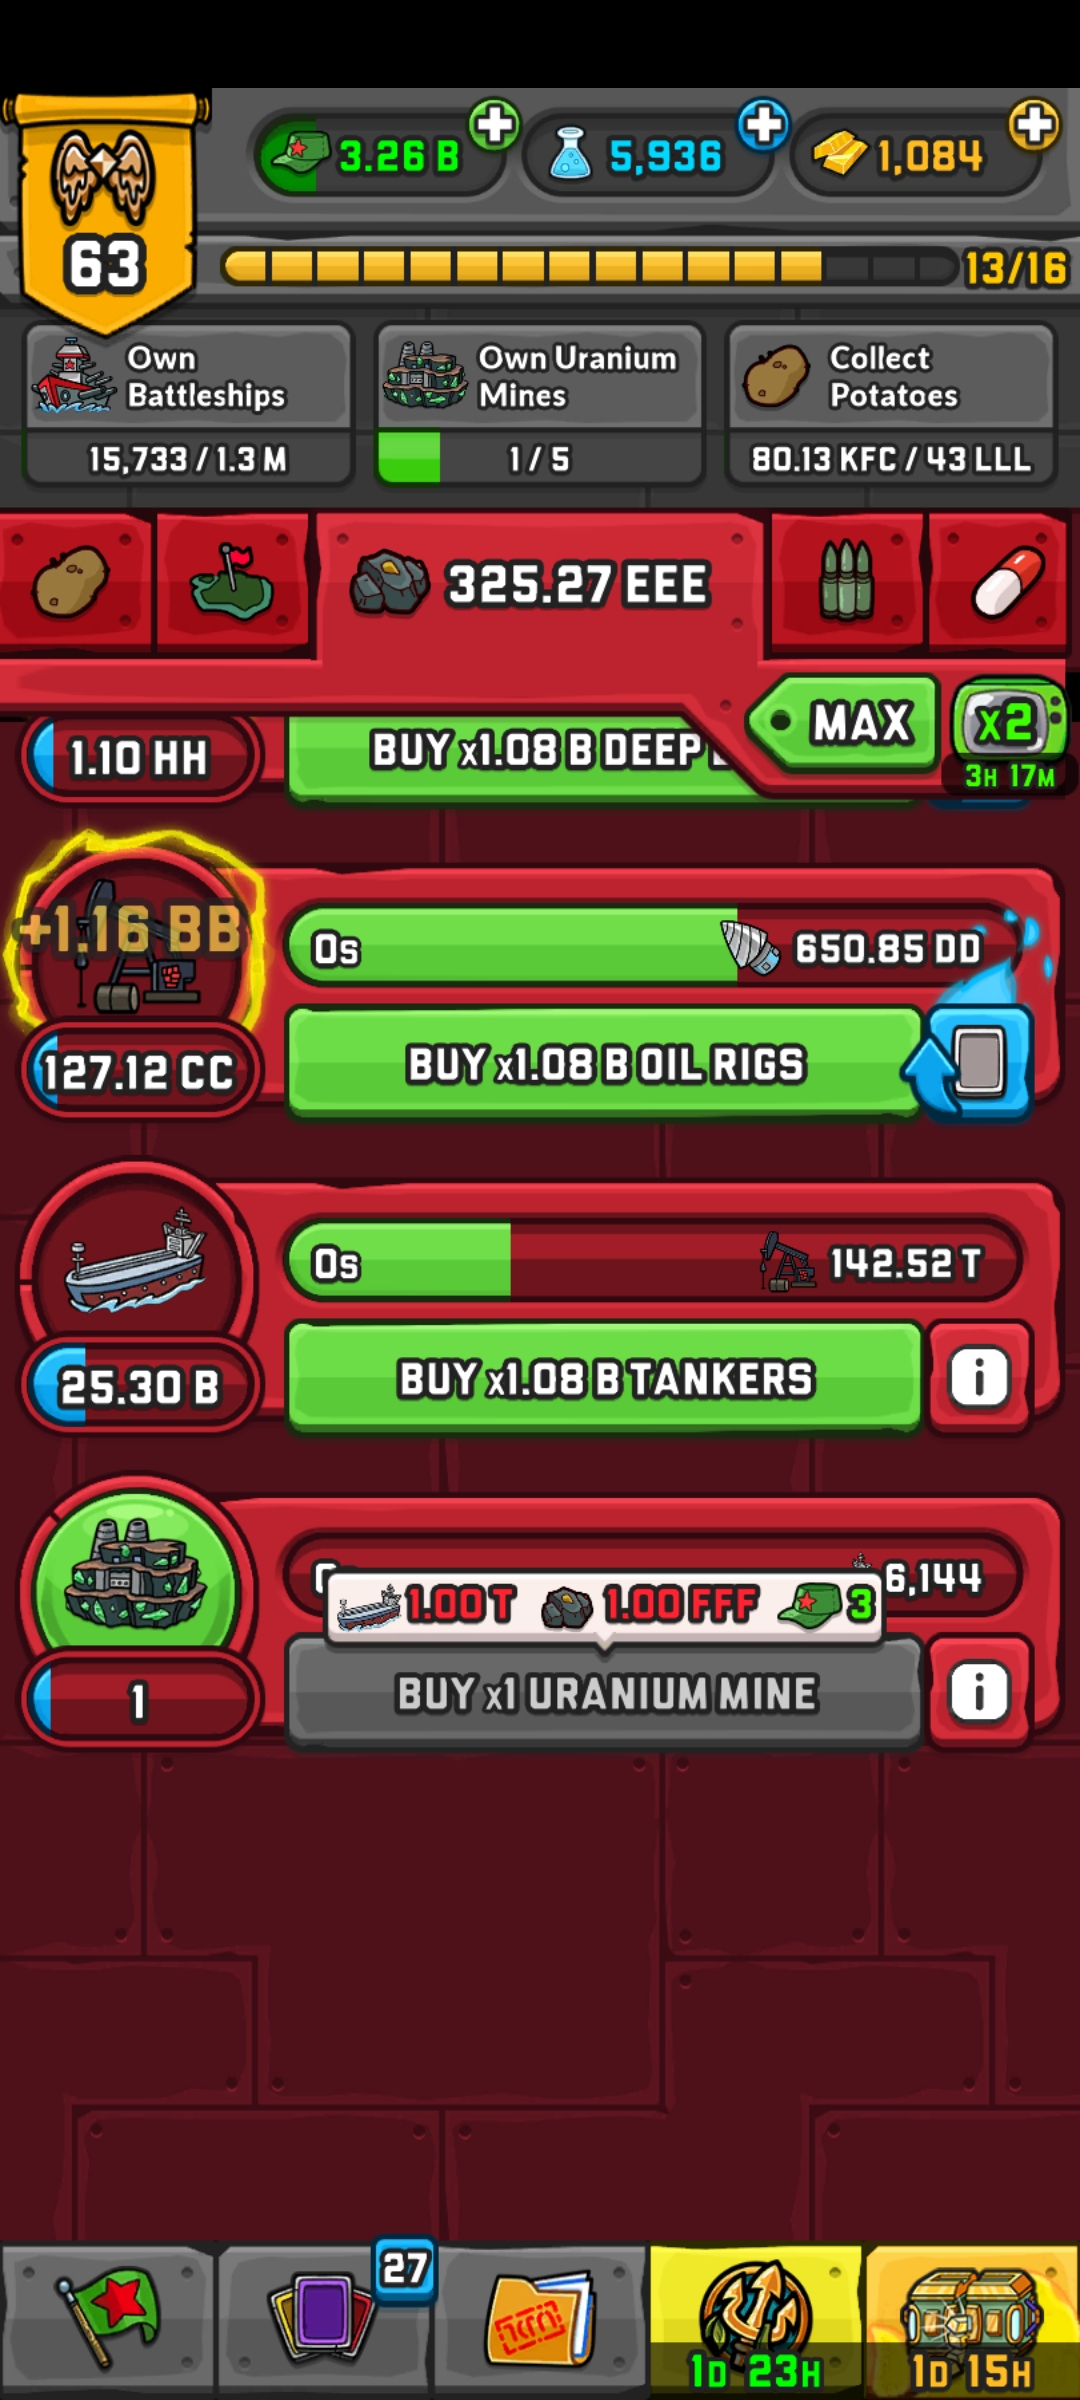 3.26 B
5,936
1,084
63
13/16
Own
Battleships
15,733 / 1.3 M
Own Uranium
Mines
1 / 5
Collect
Potatoes
80.13 KFC / 43 LLL
325.27 EEE
MAX
x2
3H 17M
1.10 HH
BUY x1.08 B DEEP
+1.16 BB
0s
650.85 DD
127.12 CC
BUY x1.08 B OIL RIGS
0s
142.52 T
25.30 B
BUY x1.08 B TANKERS
i
6,144
1.00 T
1.00 FFF
3
1
BUY x1 URANIUM MINE
i
27
1D 23H
1D 15H